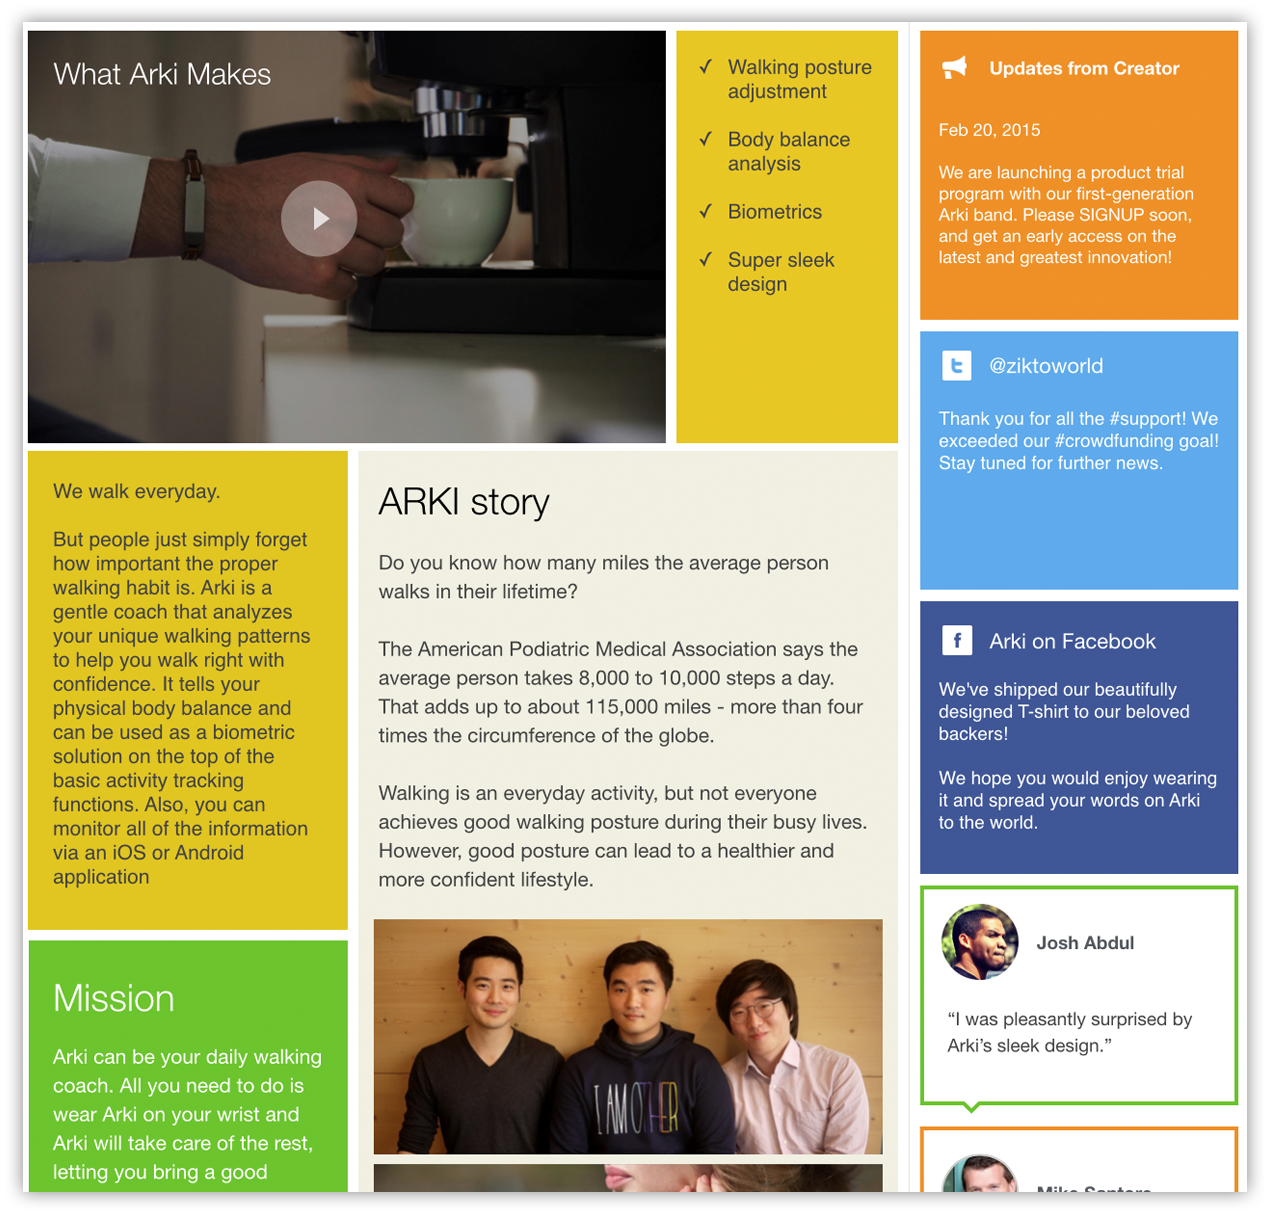 What Arki Makes
✓ Walking posture
adjustment
✓ Body balance
analysis
✓ Biometrics
✓ Super sleek
design
We walk everyday.
But people just simply forget
how important the proper
walking habit is. Arki is a
gentle coach that analyzes
your unique walking patterns
to help you walk right with
confidence. It tells your
physical body balance and
can be used as a biometric
solution on the top of the
basic activity tracking
functions. Also, you can
monitor all of the information
via an iOS or Android
application
Mission
Arki can be your daily walking
coach. All you need to do is
wear Arki on your wrist and
Arki will take care of the rest,
letting you bring a good
ARKI story
Do you know how many miles the average person
walks in their lifetime?
The American Podiatric Medical Association says the
average person takes 8,000 to 10,000 steps a day.
That adds up to about 115,000 miles - more than four
times the circumference of the globe.
Walking is an everyday activity, but not everyone
achieves good walking posture during their busy lives.
However, good posture can lead to a healthier and
more confident lifestyle.
I AM OTHER
Updates from Creator
Feb 20, 2015
We are launching a product trial
program with our first-generation
Arki band. Please SIGNUP soon,
and get an early access on the
latest and greatest innovation!
@ziktoworld
Thank you for all the #support! We
exceeded our #crowdfunding goal!
Stay tuned for further news.
Arki on Facebook
We've shipped our beautifully
designed T-shirt to our beloved
backers!
We hope you would enjoy wearing
it and spread your words on Arki
to the world.
Josh Abdul
“I was pleasantly surprised by
Arki’s sleek design.”